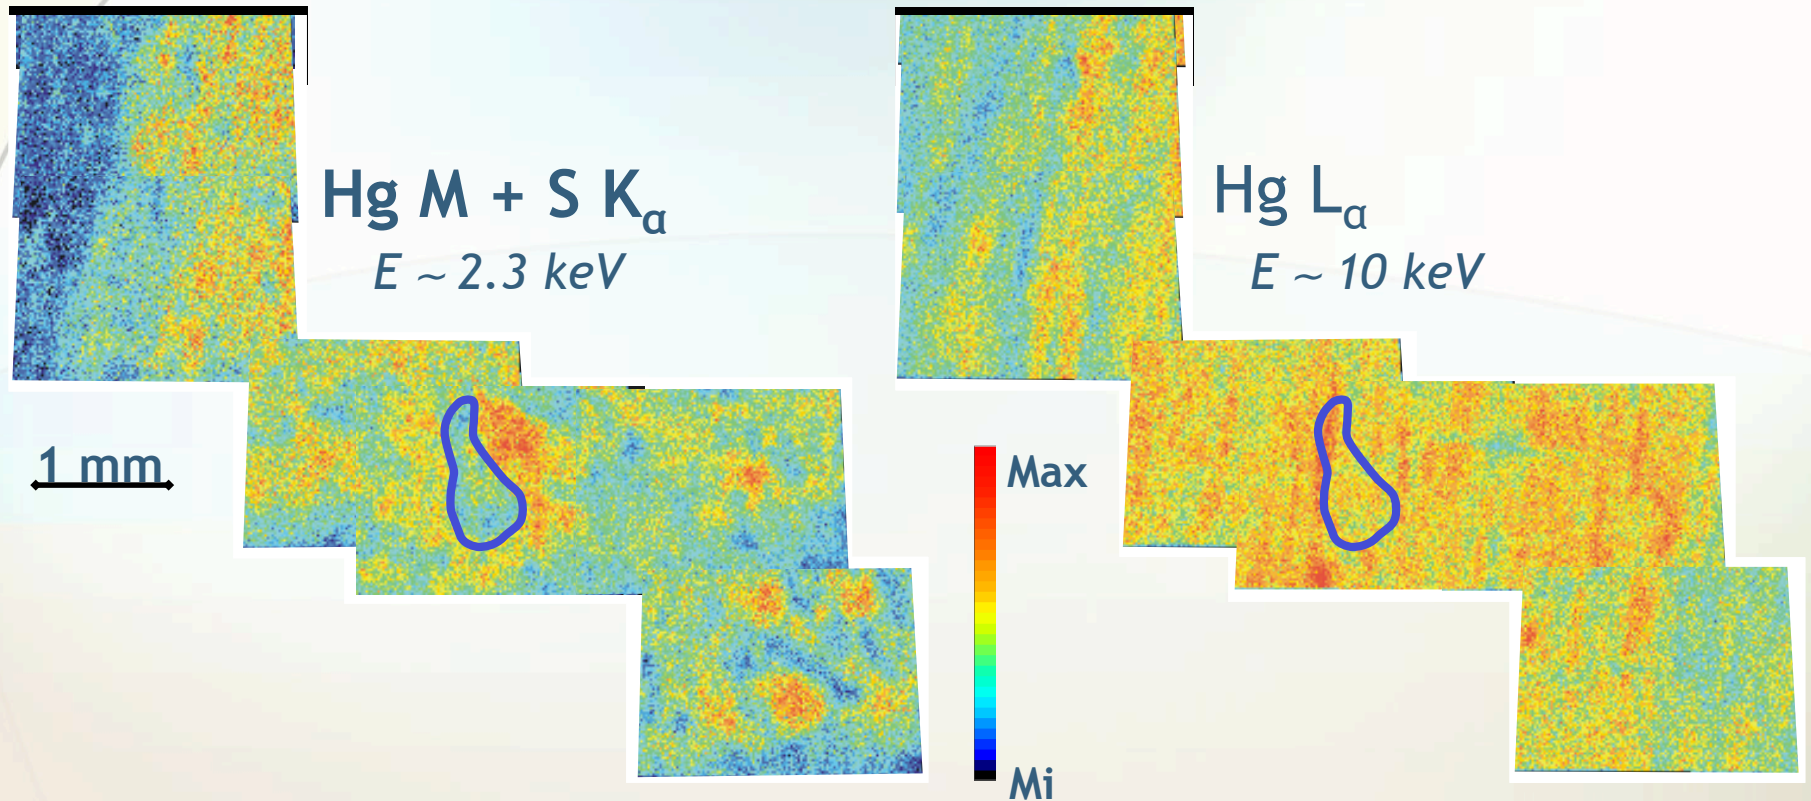 Hg M + S Kα
E ~ 2.3 keV
Hg Lα
E ~ 10 keV
1 mm
Max
Mi